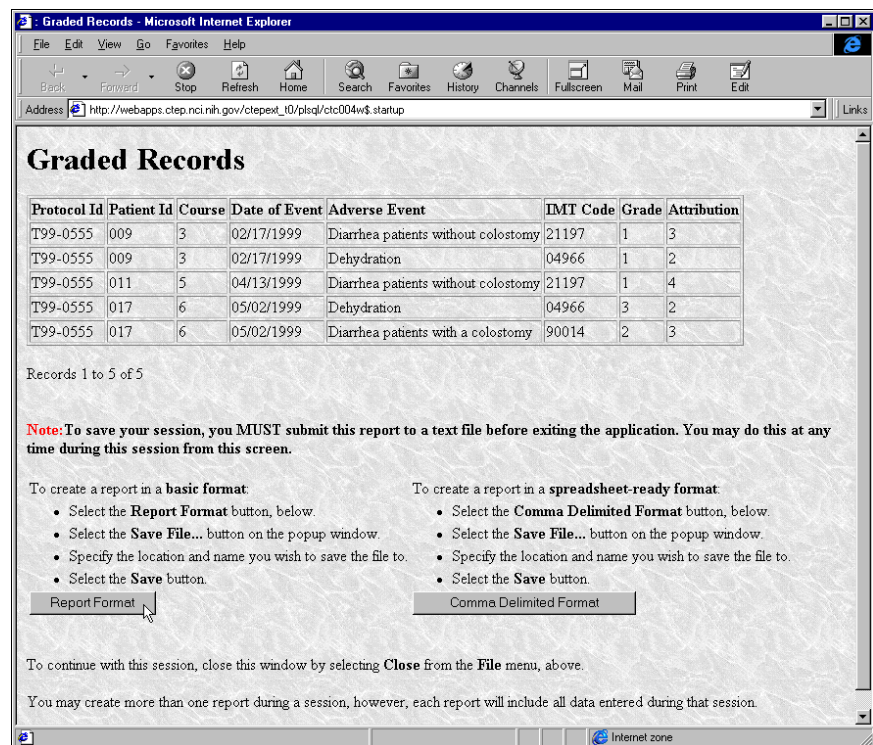 : Graded Records - Microsoft Internet Explorer
File Edit View Go Favorites Help
Back Forward Stop Refresh Home Search Favorites History Channels Fullscreen Mail Print Edit
Address http://webapps.ctep.nci.nih.gov/ctepext_t0/plsql/ctc004w$.startup Links
Graded Records
Protocol Id Patient Id Course Date of Event Adverse Event IMT Code Grade Attribution
T99-0555 009 3 02/17/1999 Diarrhea patients without colostomy 21197 1 3
T99-0555 009 3 02/17/1999 Dehydration 04966 1 2
T99-0555 011 5 04/13/1999 Diarrhea patients without colostomy 21197 1 4
T99-0555 017 6 05/02/1999 Dehydration 04966 3 2
T99-0555 017 6 05/02/1999 Diarrhea patients with a colostomy 90014 2 3
Records 1 to 5 of 5
Note:To save your session, you MUST submit this report to a text file before exiting the application. You may do this at any
time during this session from this screen.
To create a report in a basic format:
• Select the Report Format button, below.
• Select the Save File... button on the popup window.
• Specify the location and name you wish to save the file to.
• Select the Save button.
Report Format
To create a report in a spreadsheet-ready format:
• Select the Comma Delimited Format button, below.
• Select the Save File... button on the popup window.
• Specify the location and name you wish to save the file to.
• Select the Save button.
Comma Delimited Format
To continue with this session, close this window by selecting Close from the File menu, above.
You may create more than one report during a session, however, each report will include all data entered during that session.
Internet zone